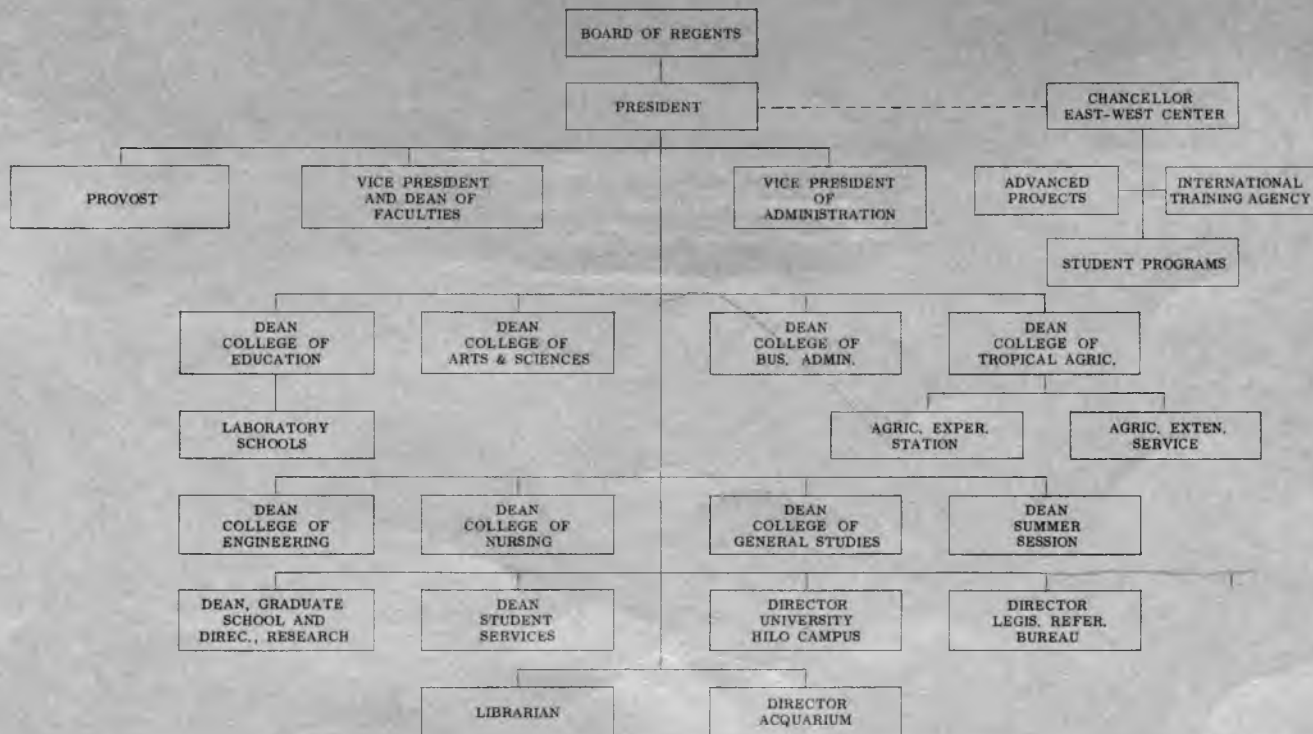 BOARD OF REGENTS
PRESIDENT
CHANCELLOR
EAST-WEST CENTER
PROVOST
VICE PRESIDENT
AND DEAN OF
FACULTIES
VICE PRESIDENT
OF
ADMINISTRATION
ADVANCED
PROJECTS
INTERNATIONAL
TRAINING AGENCY
STUDENT PROGRAMS
DEAN
COLLEGE OF
EDUCATION
DEAN
COLLEGE OF
ARTS & SCIENCES
DEAN
COLLEGE OF
BUS. ADMIN.
DEAN
COLLEGE OF
TROPICAL AGRIC.
LABORATORY
SCHOOLS
AGRIC. EXPER.
STATION
AGRIC. EXTEN.
SERVICE
DEAN
COLLEGE OF
ENGINEERING
DEAN
COLLEGE OF
NURSING
DEAN
COLLEGE OF
GENERAL STUDIES
DEAN
SUMMER
SESSION
DEAN, GRADUATE
SCHOOL AND
DIREC., RESEARCH
DEAN
STUDENT
SERVICES
DIRECTOR
UNIVERSITY
HILO CAMPUS
DIRECTOR
LEGIS. REFER.
BUREAU
LIBRARIAN
DIRECTOR
ACQUARIUM